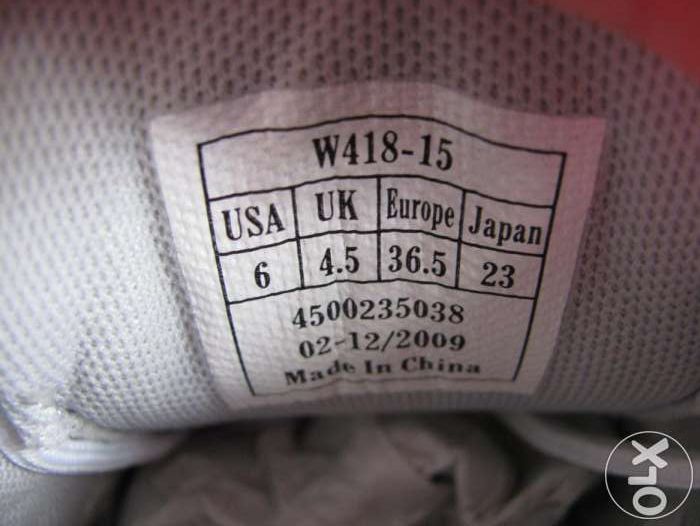 W418-15
USA UK Europe Japan
6 4.5 36.5 23
4500235038
02-12/2009
Made In China
OLX